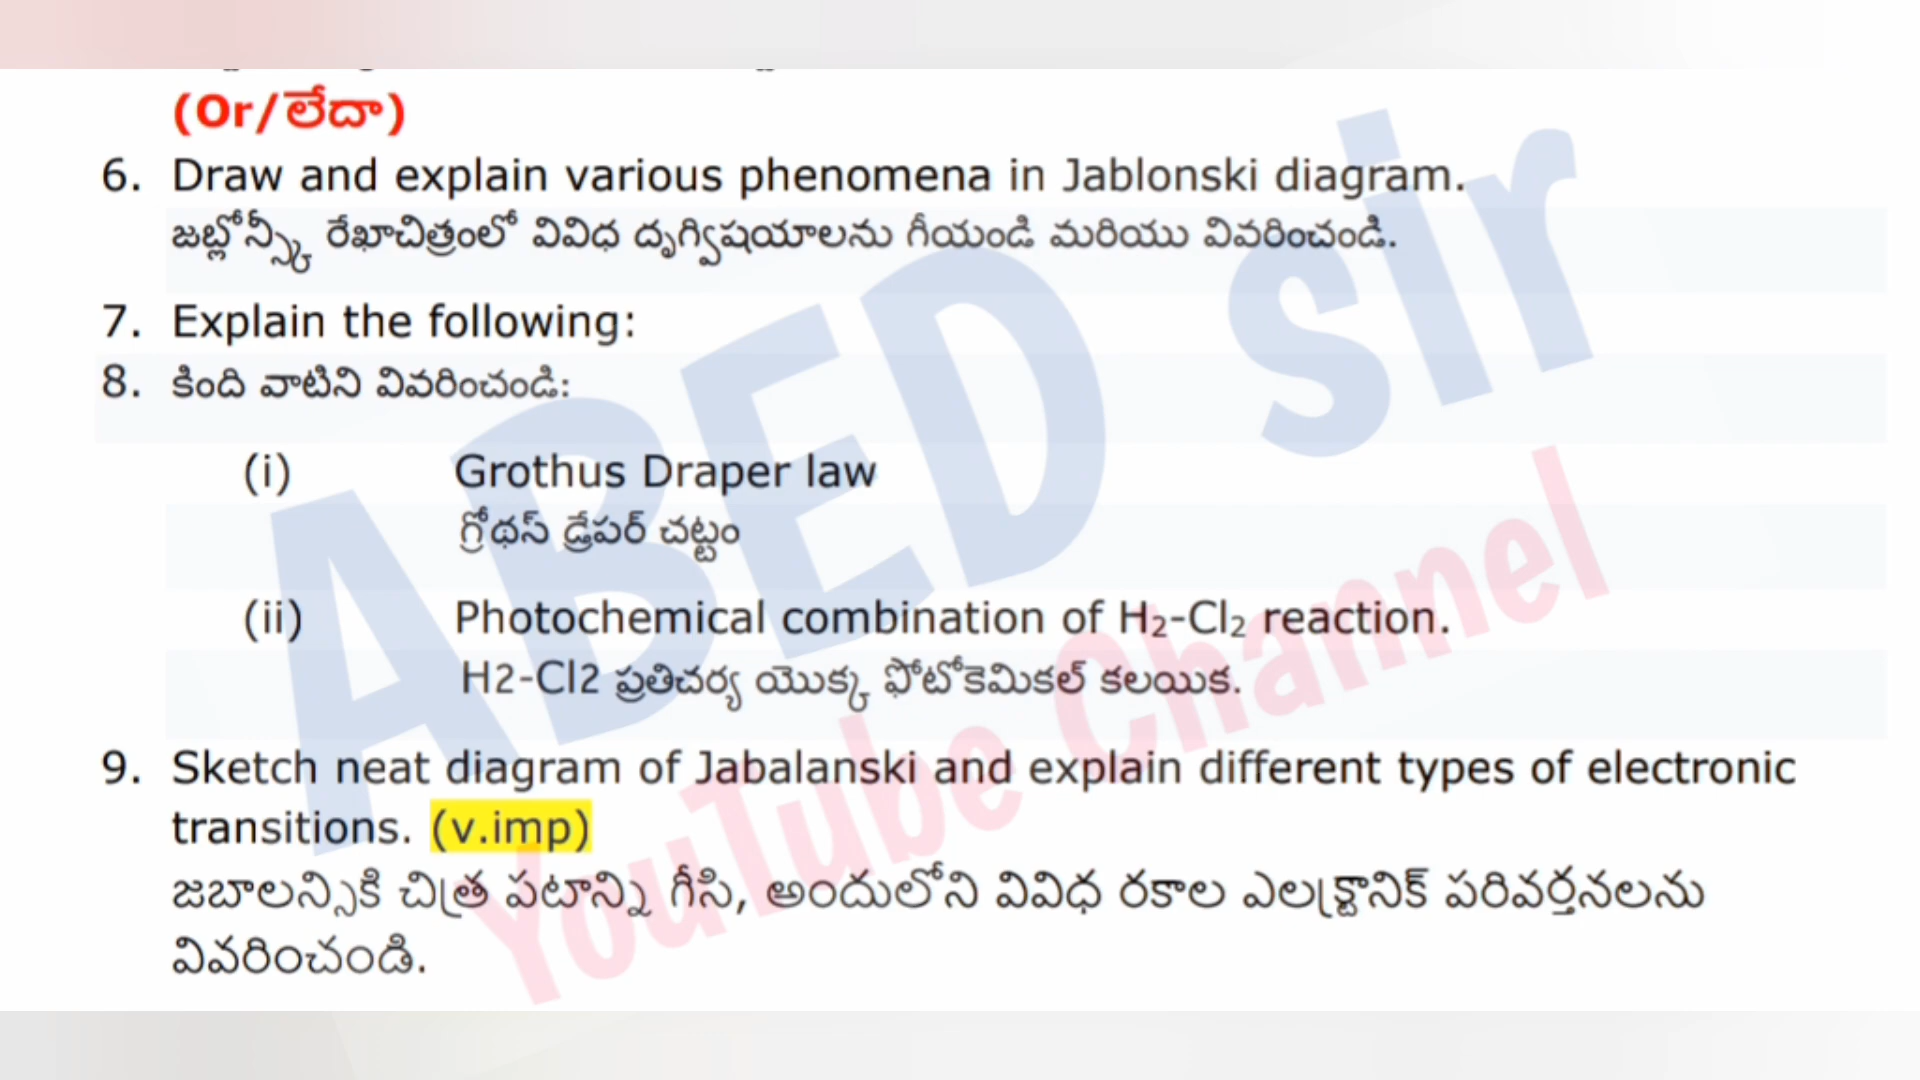 (Or/లేదా)
6. Draw and explain various phenomena in Jablonski diagram.
జబ్లోన్స్కీ రేఖాచిత్రంలో వివిధ దృగ్విషయాలను గీయండి మరియు వివరించండి.
7. Explain the following:
8. కింది వాటిని వివరించండి:
(i) Grothus Draper law
గ్రోథస్ డ్రేపర్ చట్టం
(ii) Photochemical combination of H₂-Cl₂ reaction.
H2-Cl2 ప్రతిచర్య యొక్క ఫోటోకెమికల్ కలయిక.
9. Sketch neat diagram of Jabalanski and explain different types of electronic
transitions. (v.imp)
జబాలన్సికి చిత్ర పటాన్ని గీసి, అందులోని వివిధ రకాల ఎలక్ట్రానిక్ పరివర్తనలను
వివరించండి.
ABED sir
YouTube Channel